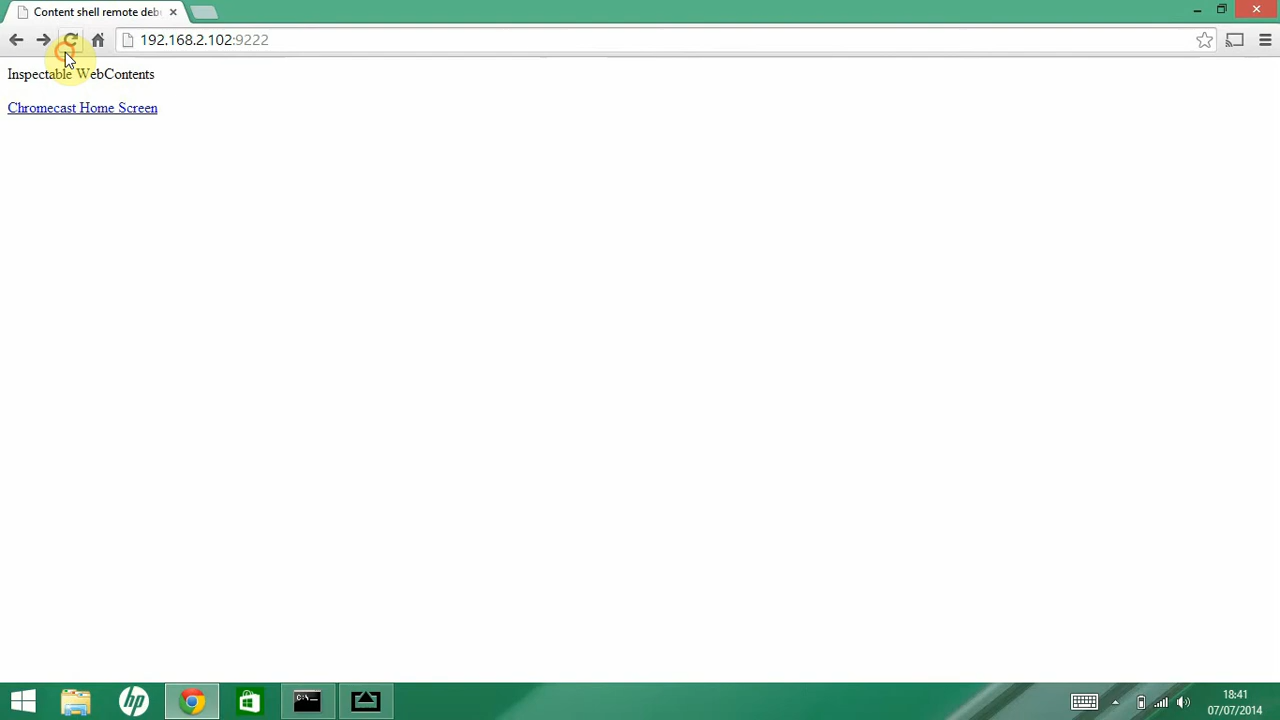 Content shell remote deb
192.168.2.102:9222
Inspectable WebContents
Chromecast Home Screen
hp
C:\_
18:41
07/07/2014